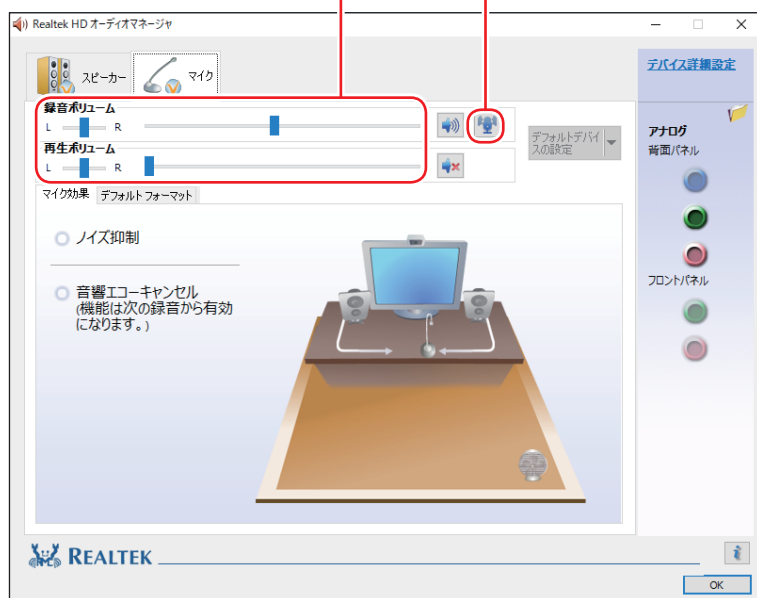 Realtek HD オーディオマネージャ
スピーカー
マイク
デバイス詳細設定
録音ボリューム
L R
デフォルトデバイ
スの設定
再生ボリューム
L R
アナログ
背面パネル
マイク効果 デフォルト フォーマット
ノイズ抑制
音響エコーキャンセル
(機能は次の録音から有効
になります。)
フロントパネル
REALTEK
i
OK